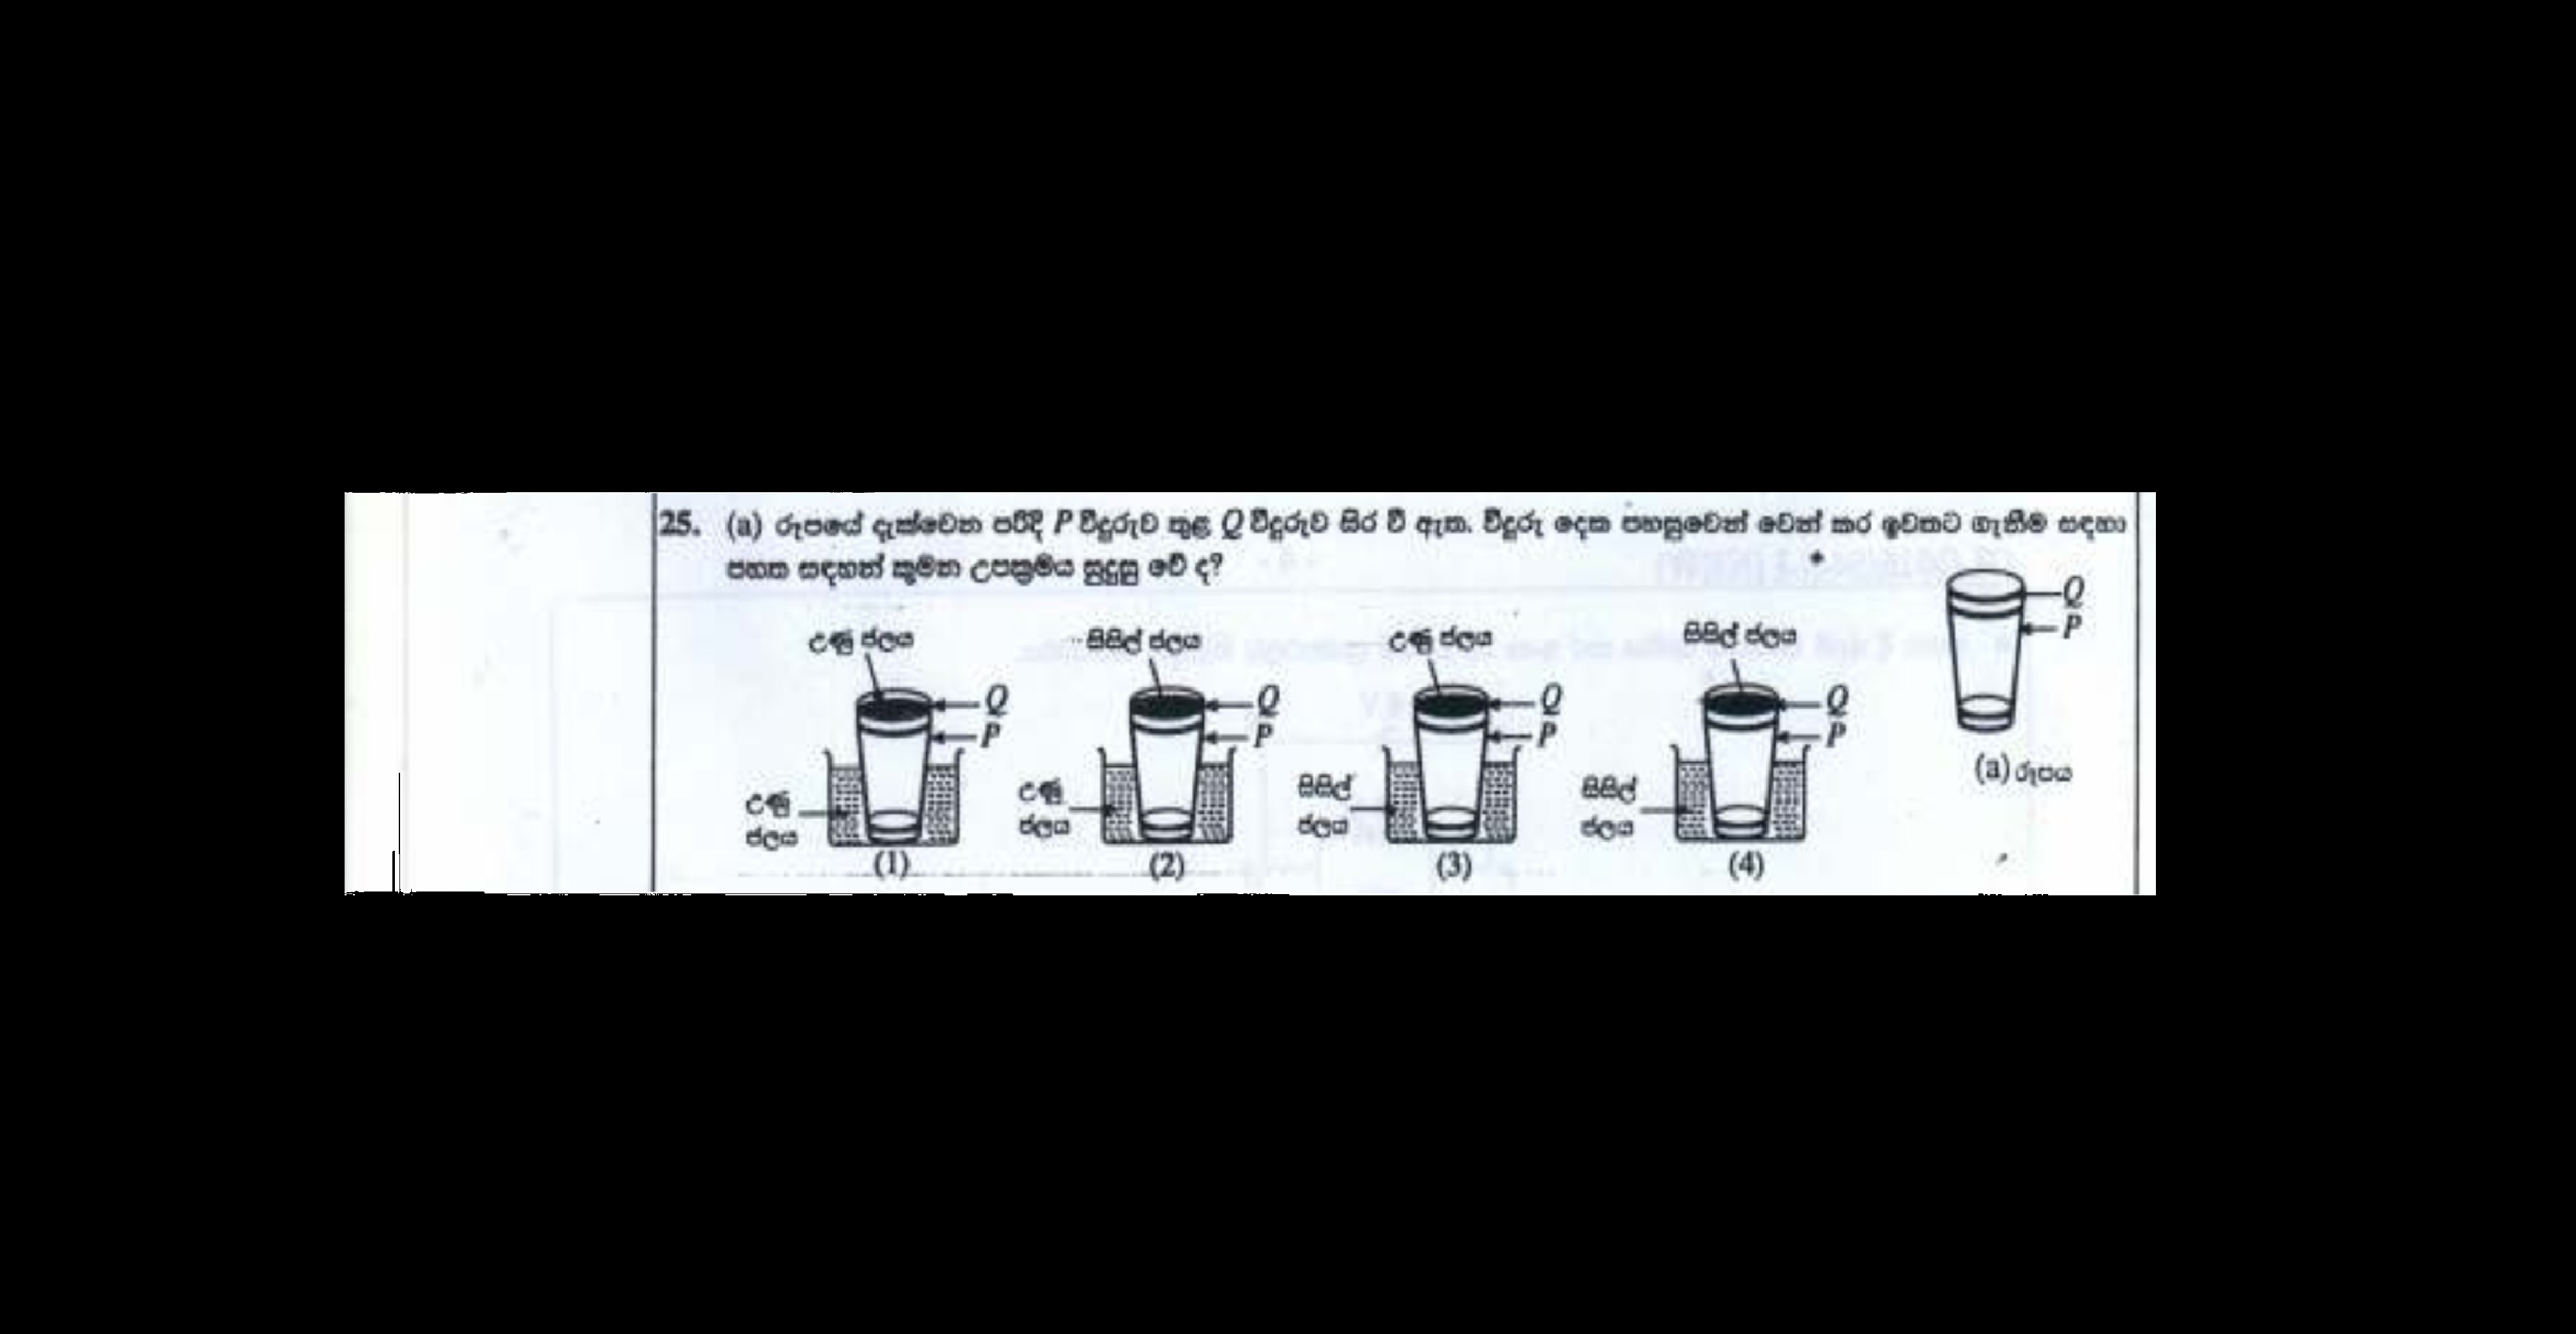 25. (a) රූපයේ දැක්වෙන පරිදි P වීදුරුව තුළ Q වීදුරුව සිර වී ඇත. වීදුරු දෙක පහසුවෙන් වෙන් කර ඉවතට ගැනීම සඳහා
පහත සඳහන් කුමන උපක්‍රමය සුදුසු වේ ද?
උණු ජලය
Q
P
උණු
ජලය
(1)
සිසිල් ජලය
Q
P
උණු
ජලය
(2)
උණු ජලය
Q
P
සිසිල්
ජලය
(3)
සිසිල් ජලය
Q
P
සිසිල්
ජලය
(4)
Q
P
(a) රූපය